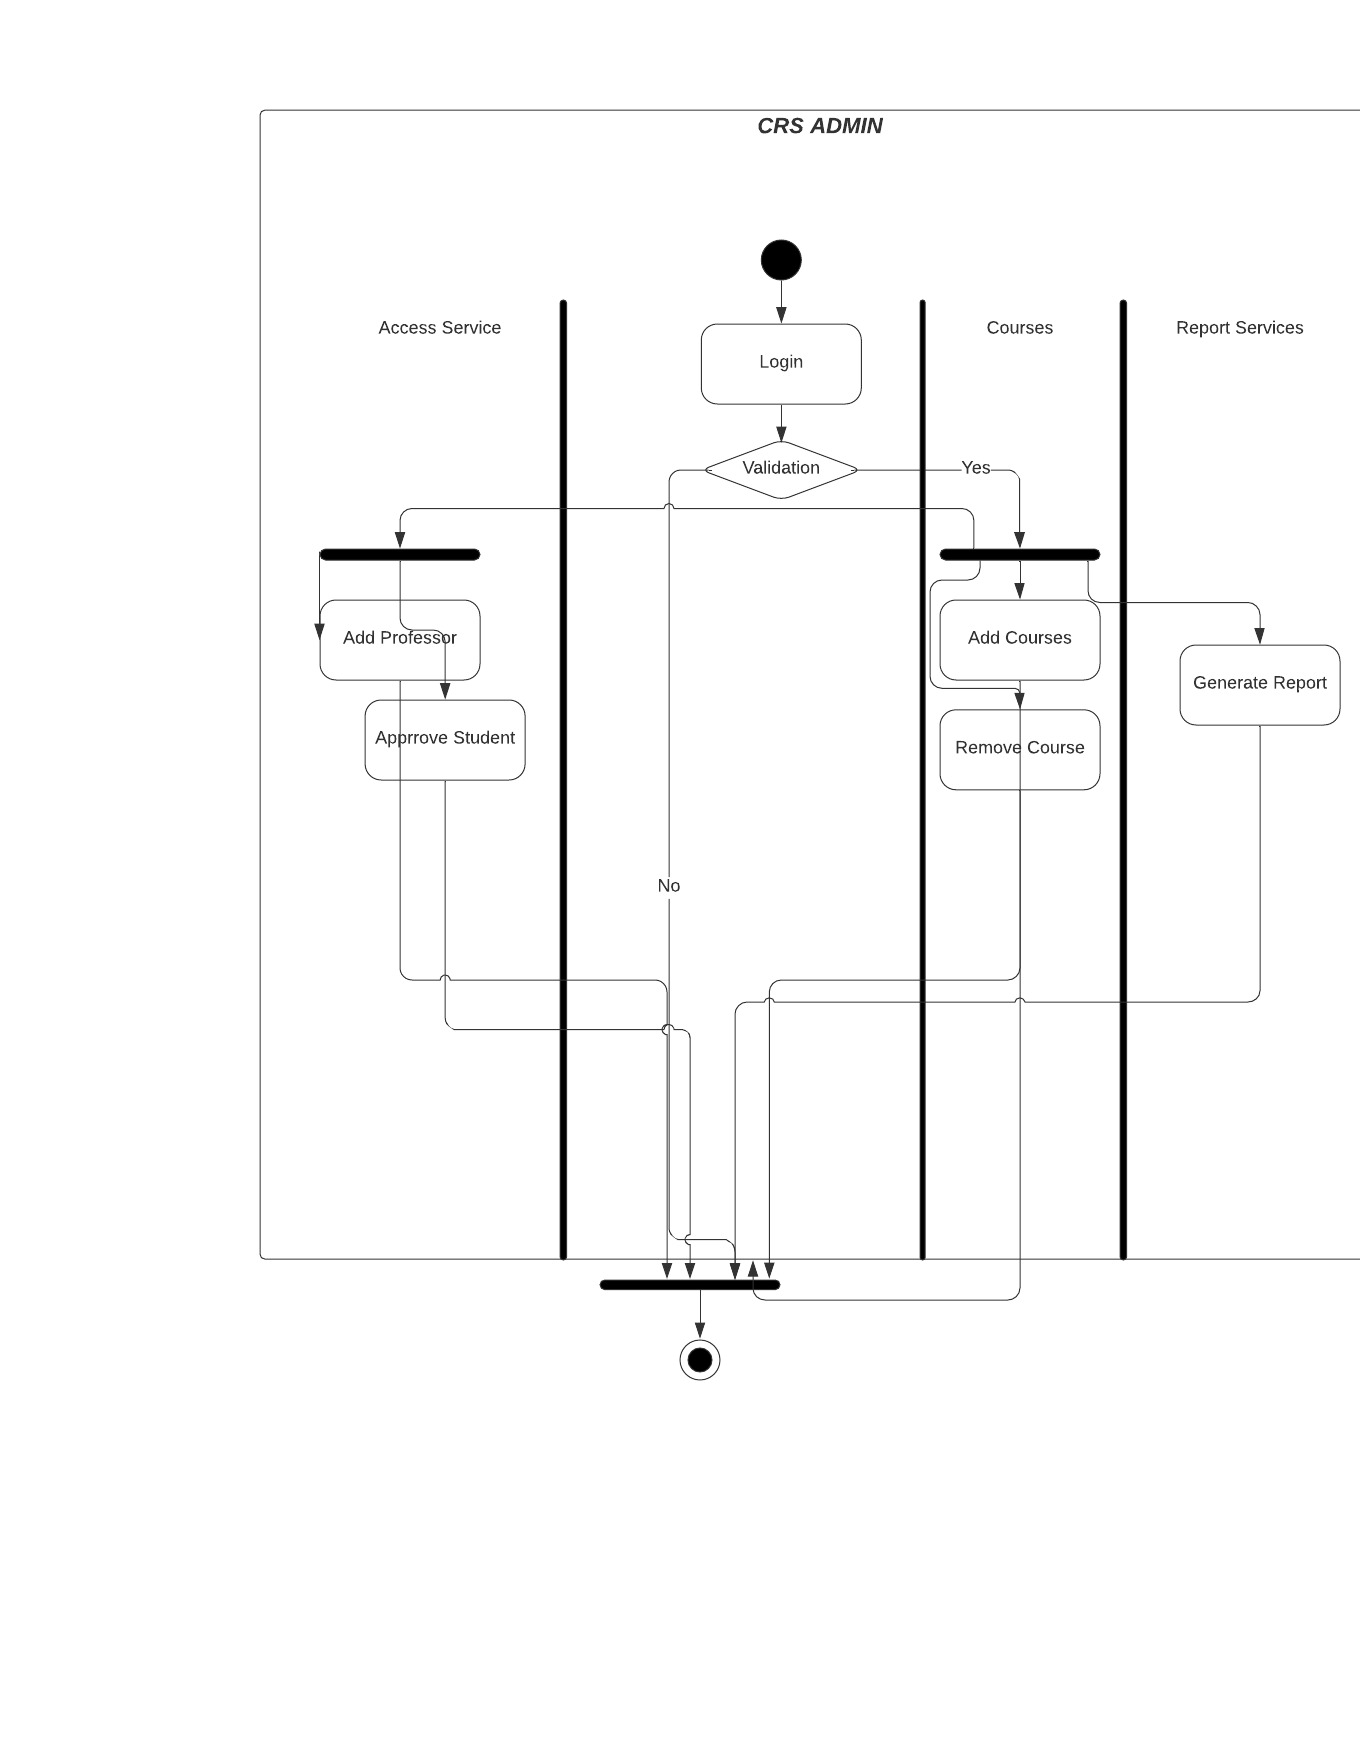 CRS ADMIN
Access Service
Courses
Report Services
Login
Validation
Yes
Add Professor
Add Courses
Generate Report
Apprrove Student
Remove Course
No